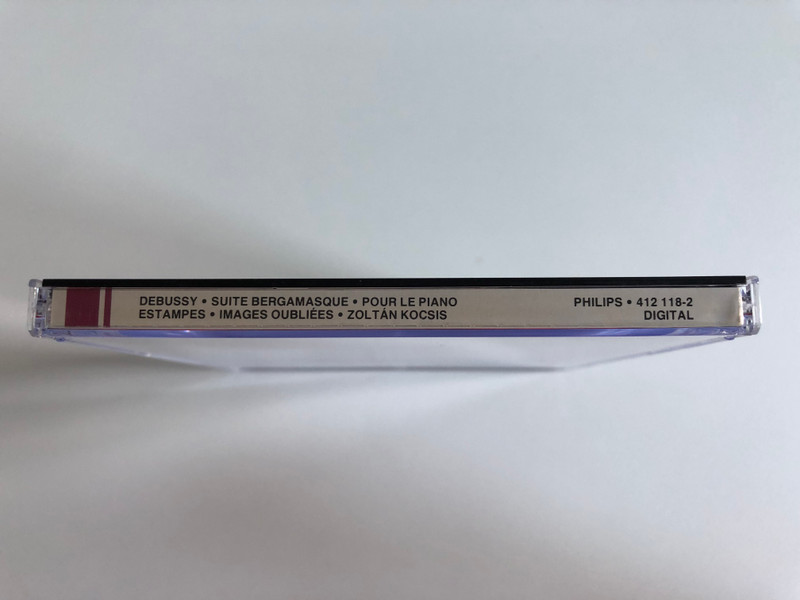 DEBUSSY • SUITE BERGAMASQUE • POUR LE PIANO
ESTAMPES • IMAGES OUBLIÉES • ZOLTÁN KOCSIS
PHILIPS • 412 118-2
DIGITAL